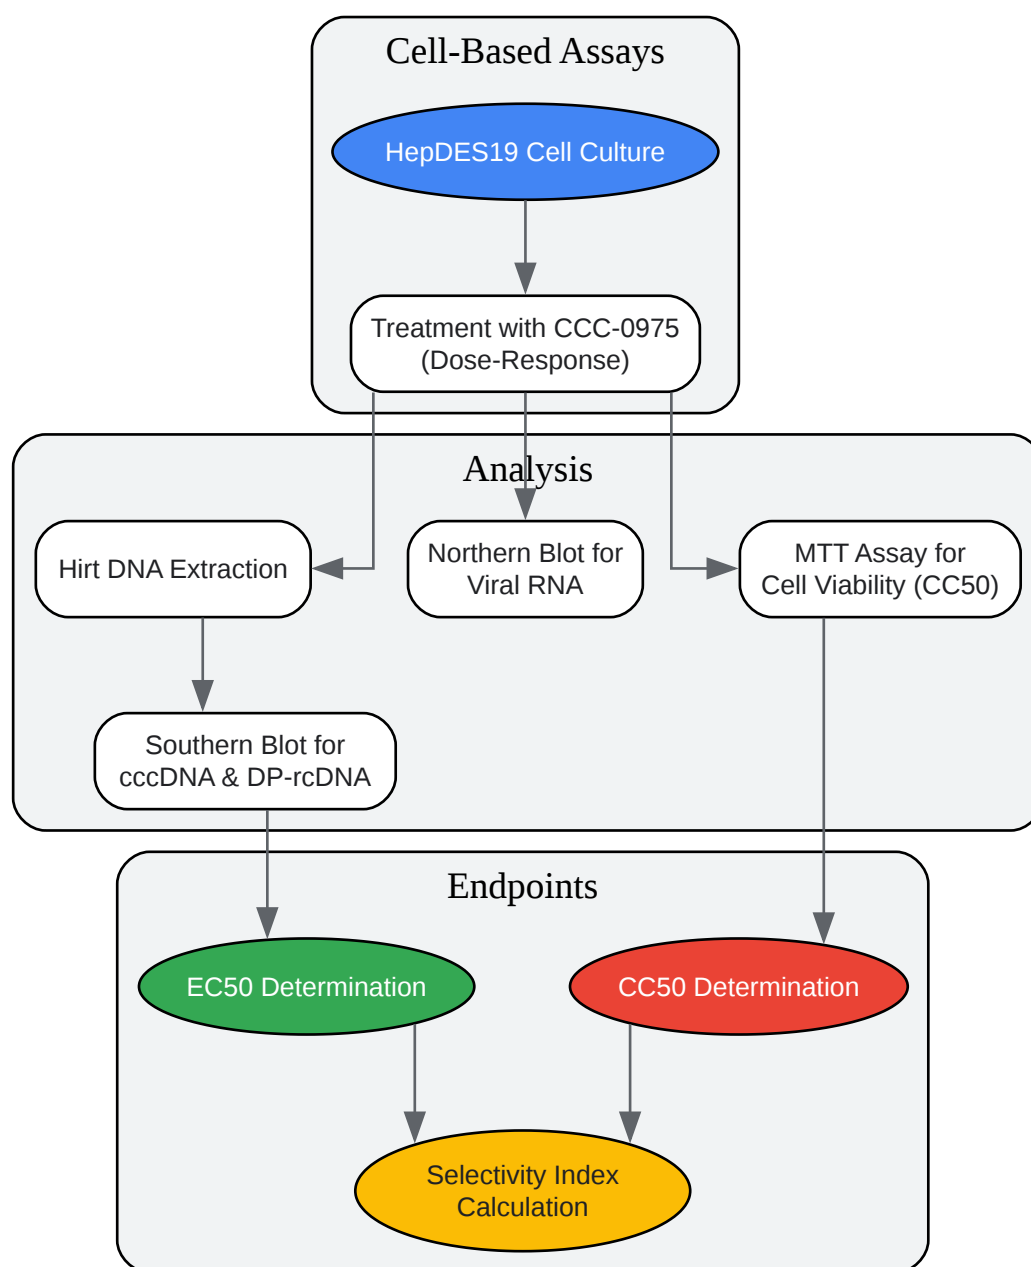 Cell-Based Assays
HepDES19 Cell Culture
Treatment with CCC-0975
(Dose-Response)
Analysis
Hirt DNA Extraction
Northern Blot for
Viral RNA
MTT Assay for
Cell Viability (CC50)
Southern Blot for
cccDNA & DP-rcDNA
Endpoints
EC50 Determination
CC50 Determination
Selectivity Index
Calculation